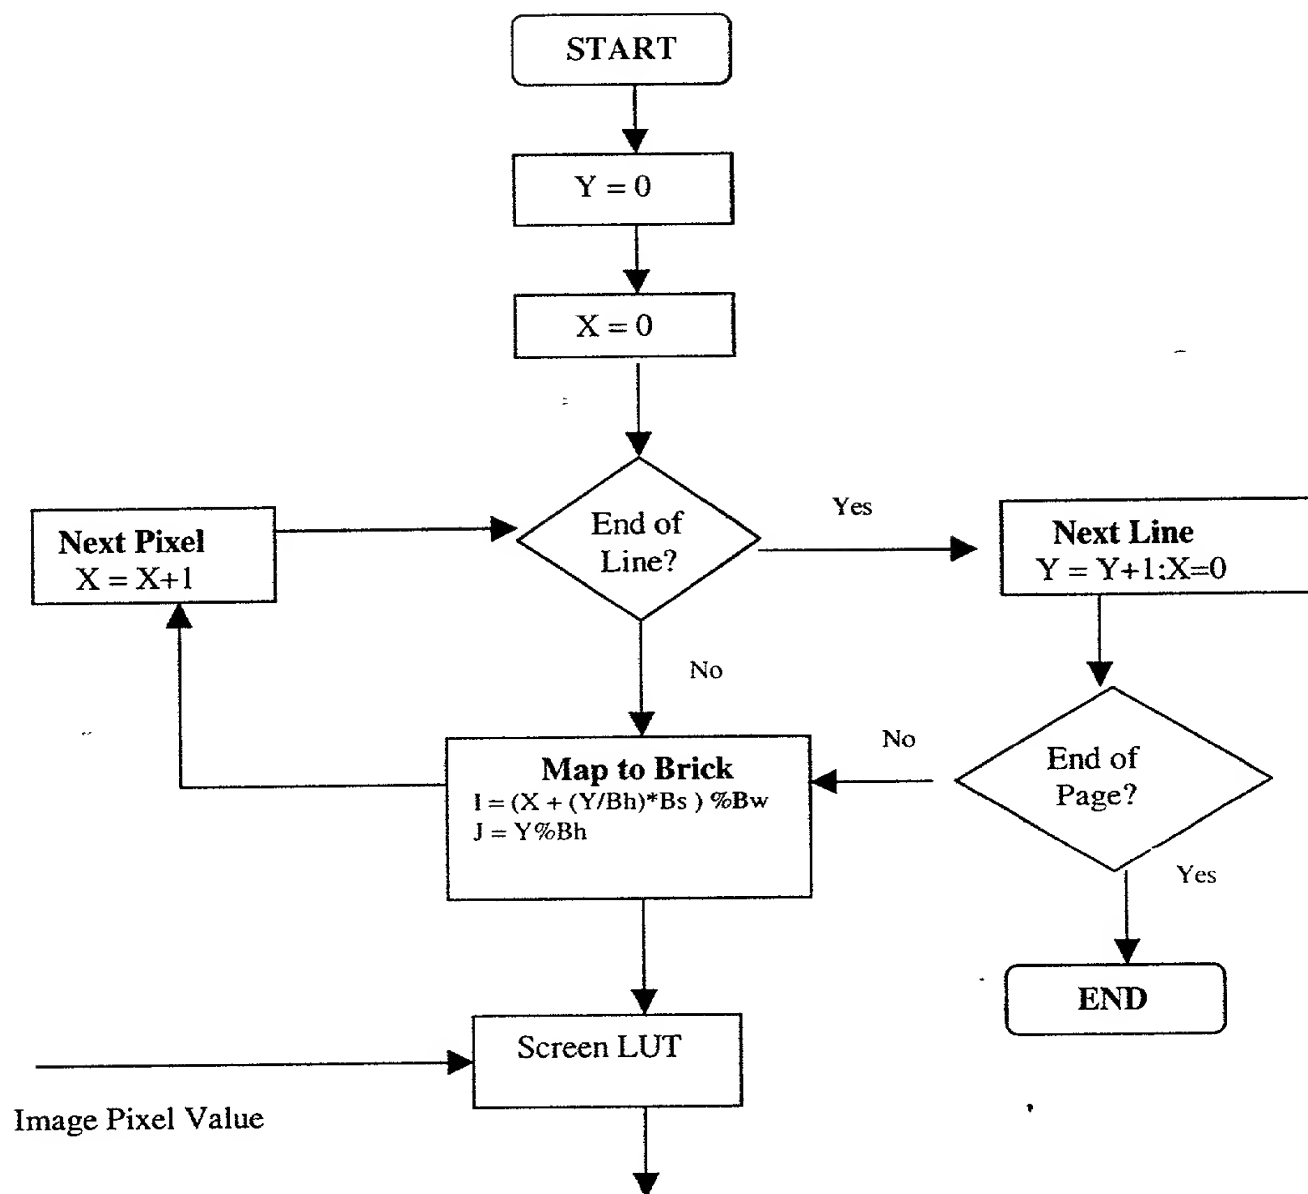 START
Y = 0
X = 0
End of
Line?
Yes
Next Line
Y = Y+1;X=0
Next Pixel
X = X+1
No
Map to Brick
I = (X + (Y/Bh)*Bs ) %Bw
J = Y%Bh
No
End of
Page?
Yes
END
Screen LUT
Image Pixel Value